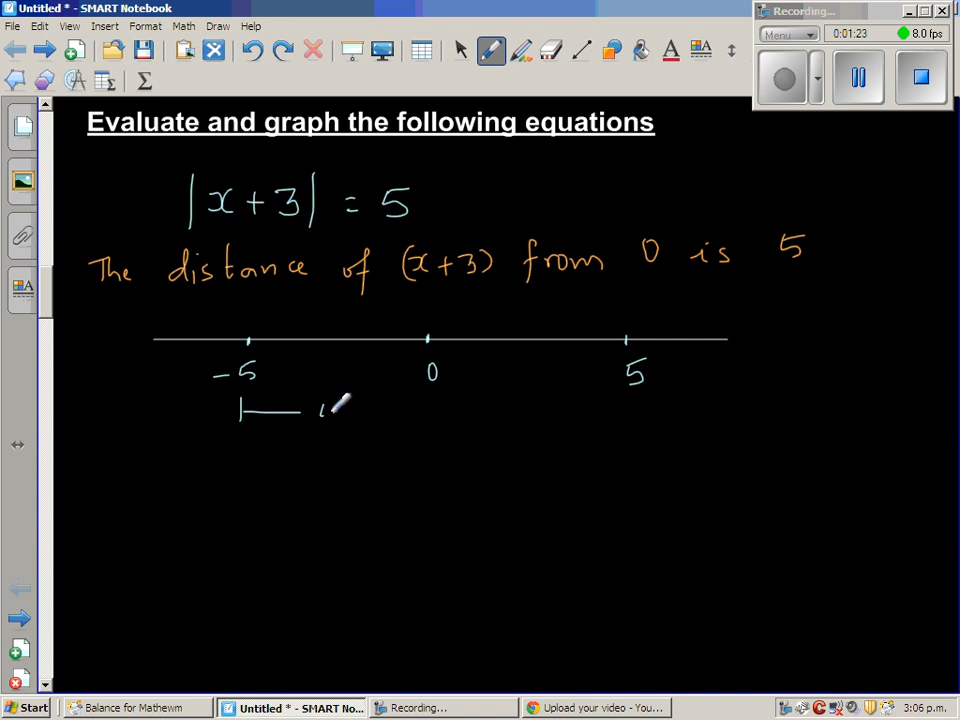 Untitled * - SMART Notebook
Recording...
File Edit View Insert Format Math Draw Help
Menu 0:01:23 8.0 fps
Evaluate and graph the following equations
|x+3| = 5
The distance of (x+3) from 0 is 5
-5 0 5
Start Balance for Mathewm Untitled * - SMART No... Recording... Upload your video - You... 3:06 p.m.